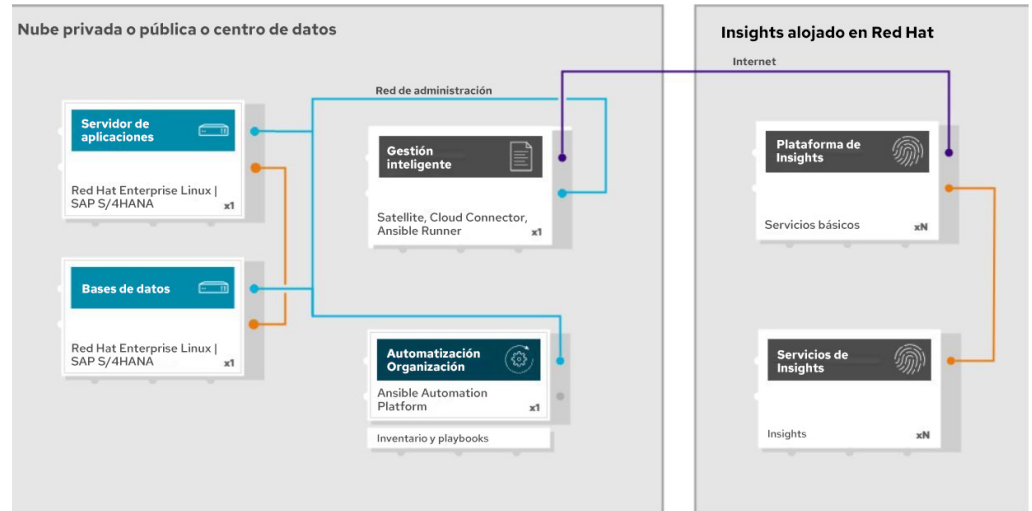 Nube privada o pública o centro de datos
Servidor de
aplicaciones
Red Hat Enterprise Linux |
SAP S/4HANA
x1
Bases de datos
Red Hat Enterprise Linux |
SAP S/4HANA
x1
Red de administración
Gestión
inteligente
Satellite, Cloud Connector,
Ansible Runner
x1
Automatización
Organización
Ansible Automation
Platform
x1
Inventario y playbooks
Insights alojado en Red Hat
Internet
Plataforma de
Insights
Servicios básicos
xN
Servicios de
Insights
Insights
xN